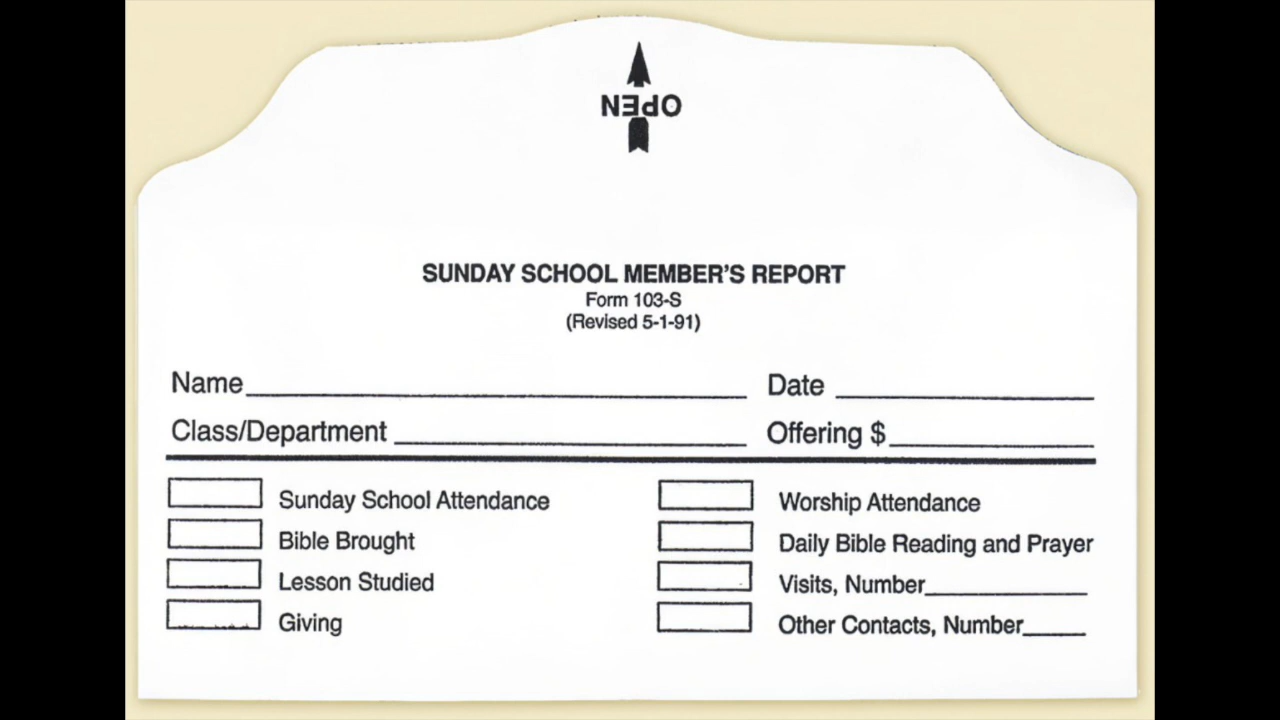 OPEN
SUNDAY SCHOOL MEMBER'S REPORT
Form 103-S
(Revised 5-1-91)
Name Date
Class/Department Offering $
Sunday School Attendance Worship Attendance
Bible Brought Daily Bible Reading and Prayer
Lesson Studied Visits, Number
Giving Other Contacts, Number